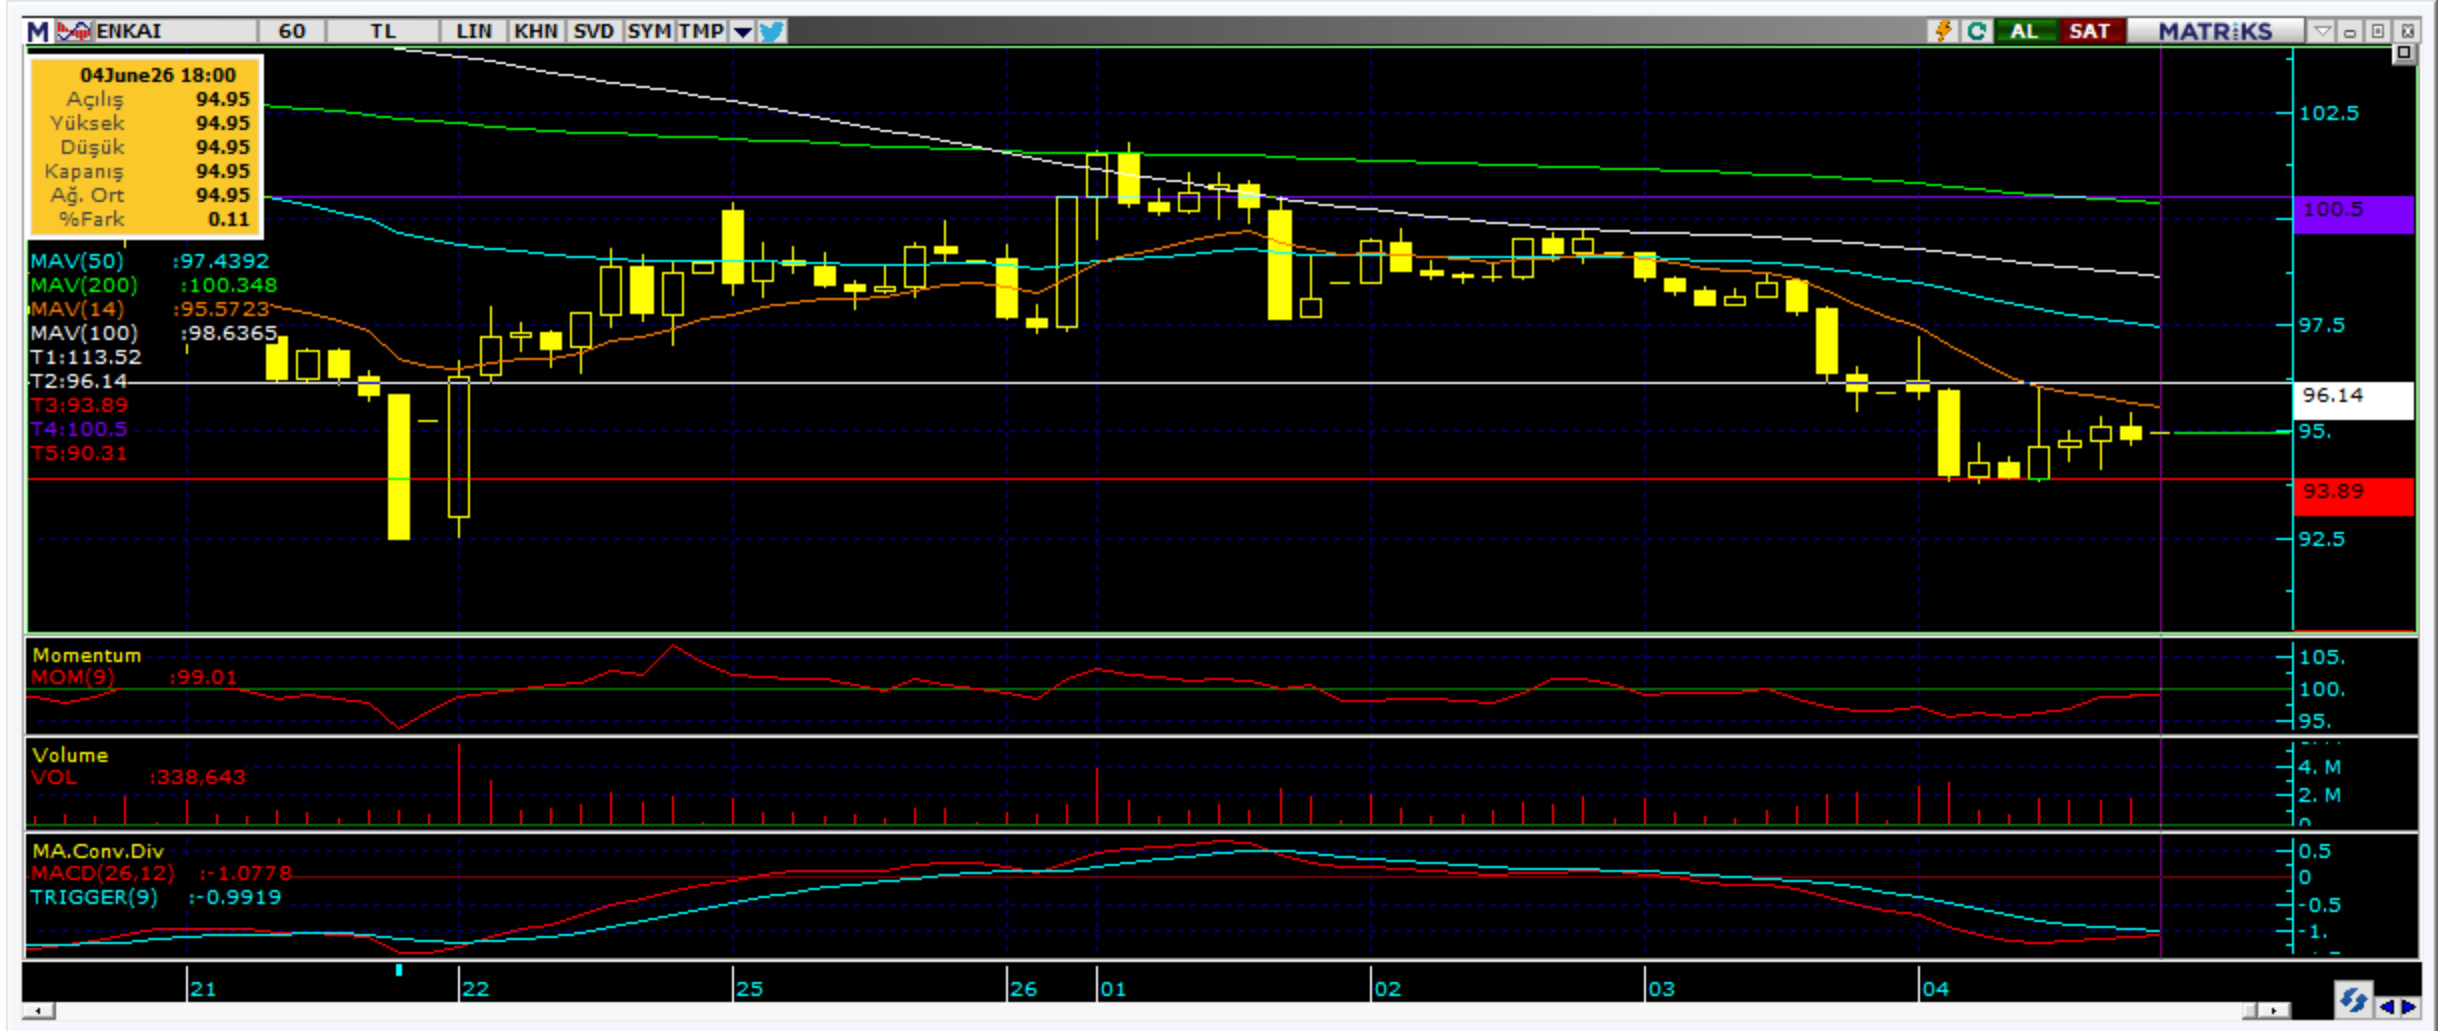 M ENKAI 60 TL LIN KHN SVD SYM TMP AL SAT MATRİKS
04June26 18:00
Açılış 94.95
Yüksek 94.95
Düşük 94.95
Kapanış 94.95
Ağ. Ort 94.95
%Fark 0.11
MAV(50) :97.4392
MAV(200) :100.348
MAV(14) :95.5723
MAV(100) :98.6365
T1:113.52
T2:96.14
T3:93.89
T4:100.5
T5:90.31
102.5
100.5
97.5
96.14
95.
93.89
92.5
Momentum
MOM(9) :99.01
105.
100.
95.
Volume
VOL :338,643
4. M
2. M
0
MA.Conv.Div
MACD(26,12) :-1.0778
TRIGGER(9) :-0.9919
0.5
0
-0.5
-1.
21 22 25 26 01 02 03 04